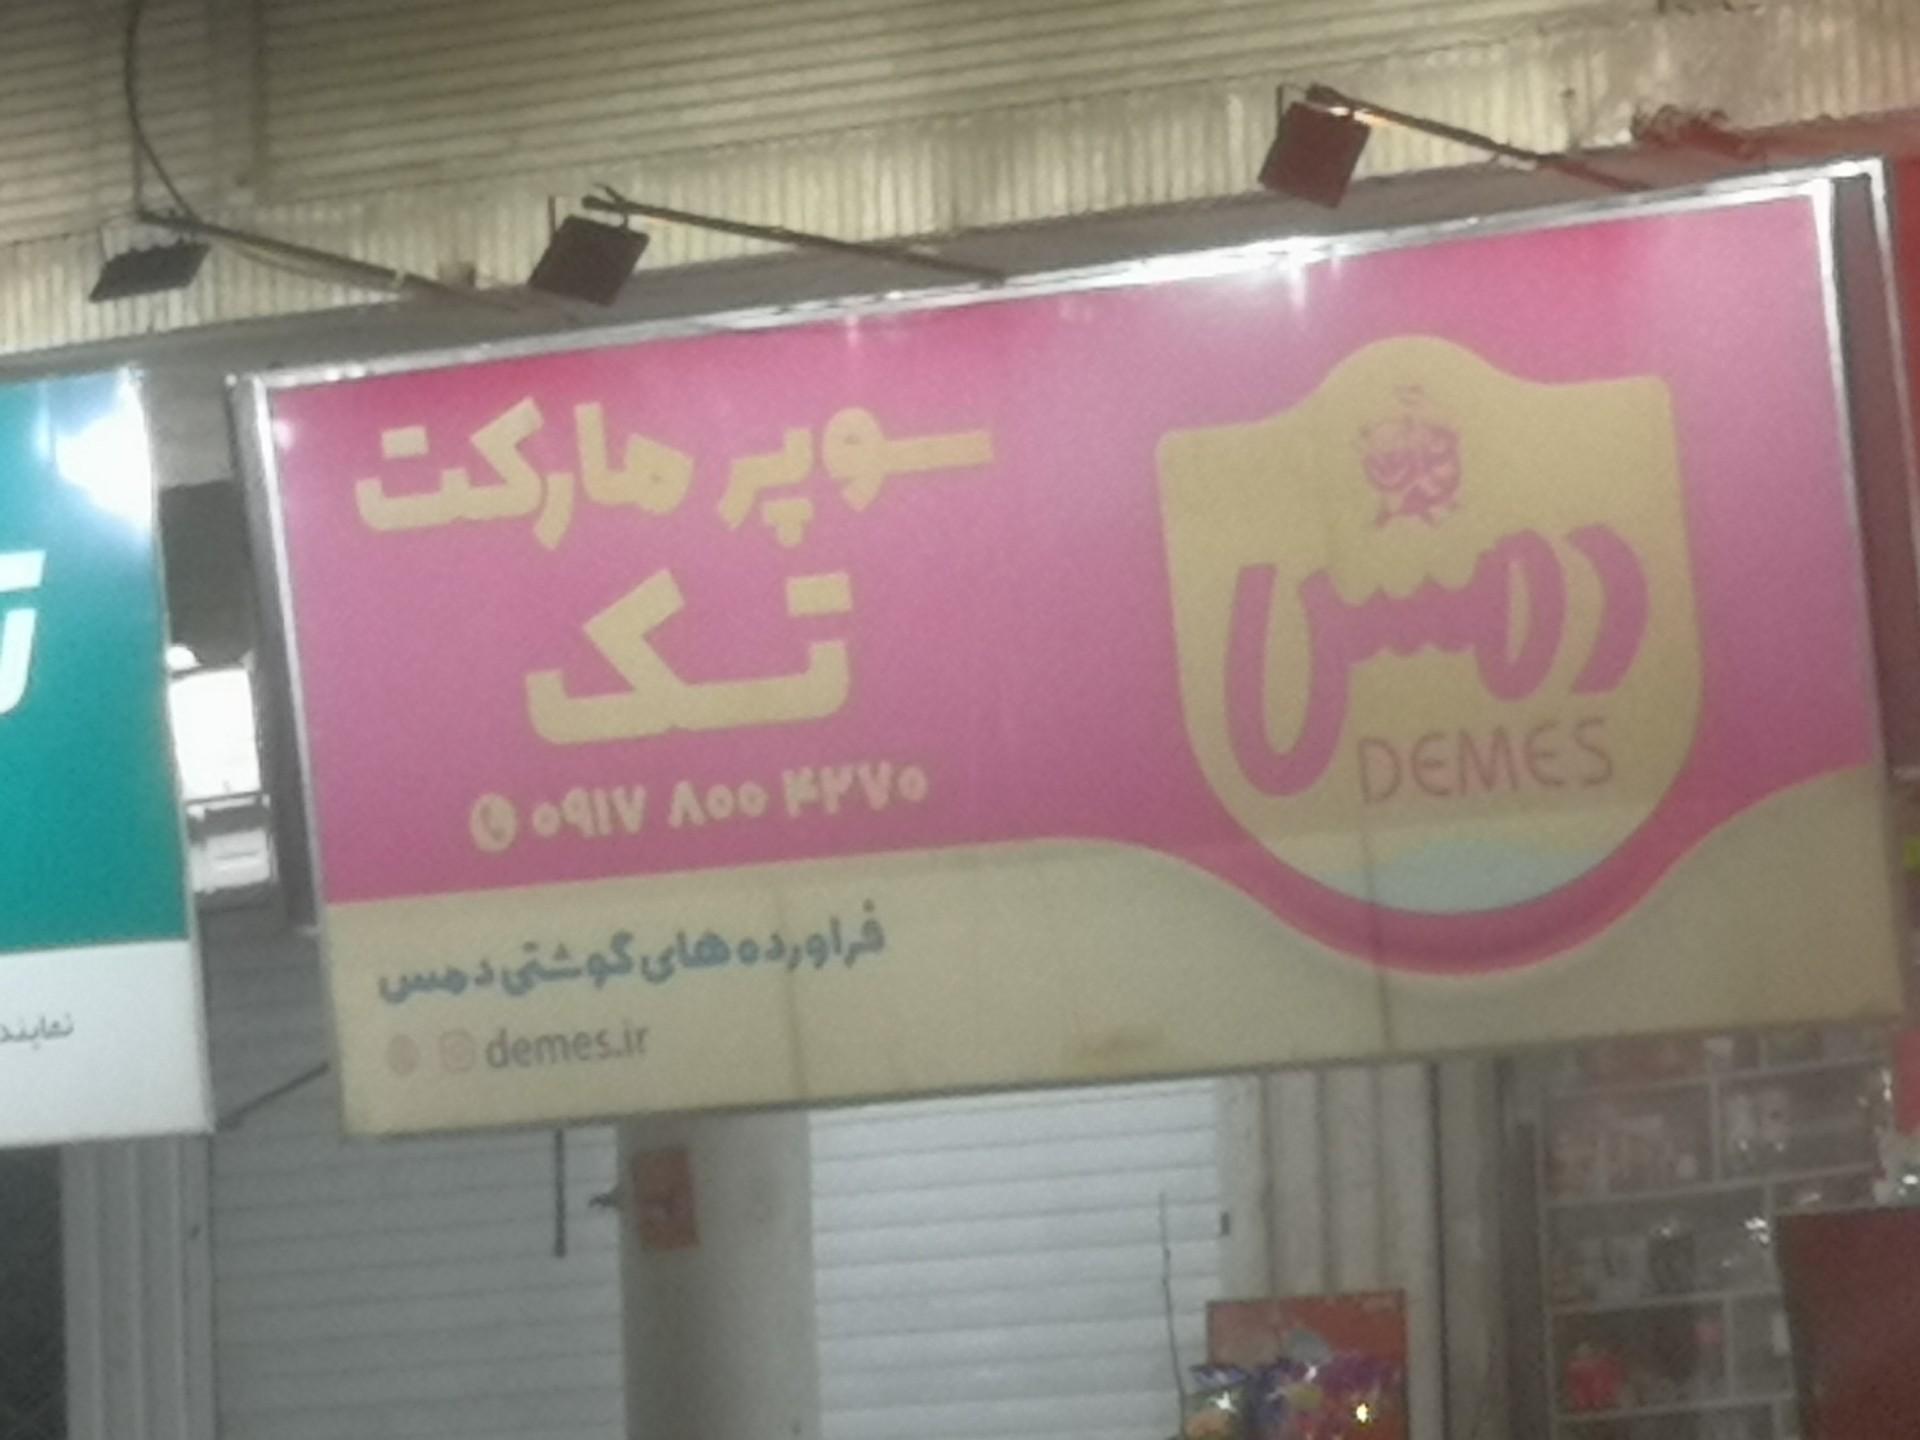 سوپر مارکت
تک
۰۹۱۷ ۸۰۰ ۴۲۷۰
دمس
DEMES
فراورده های گوشتی دمس
demes.ir